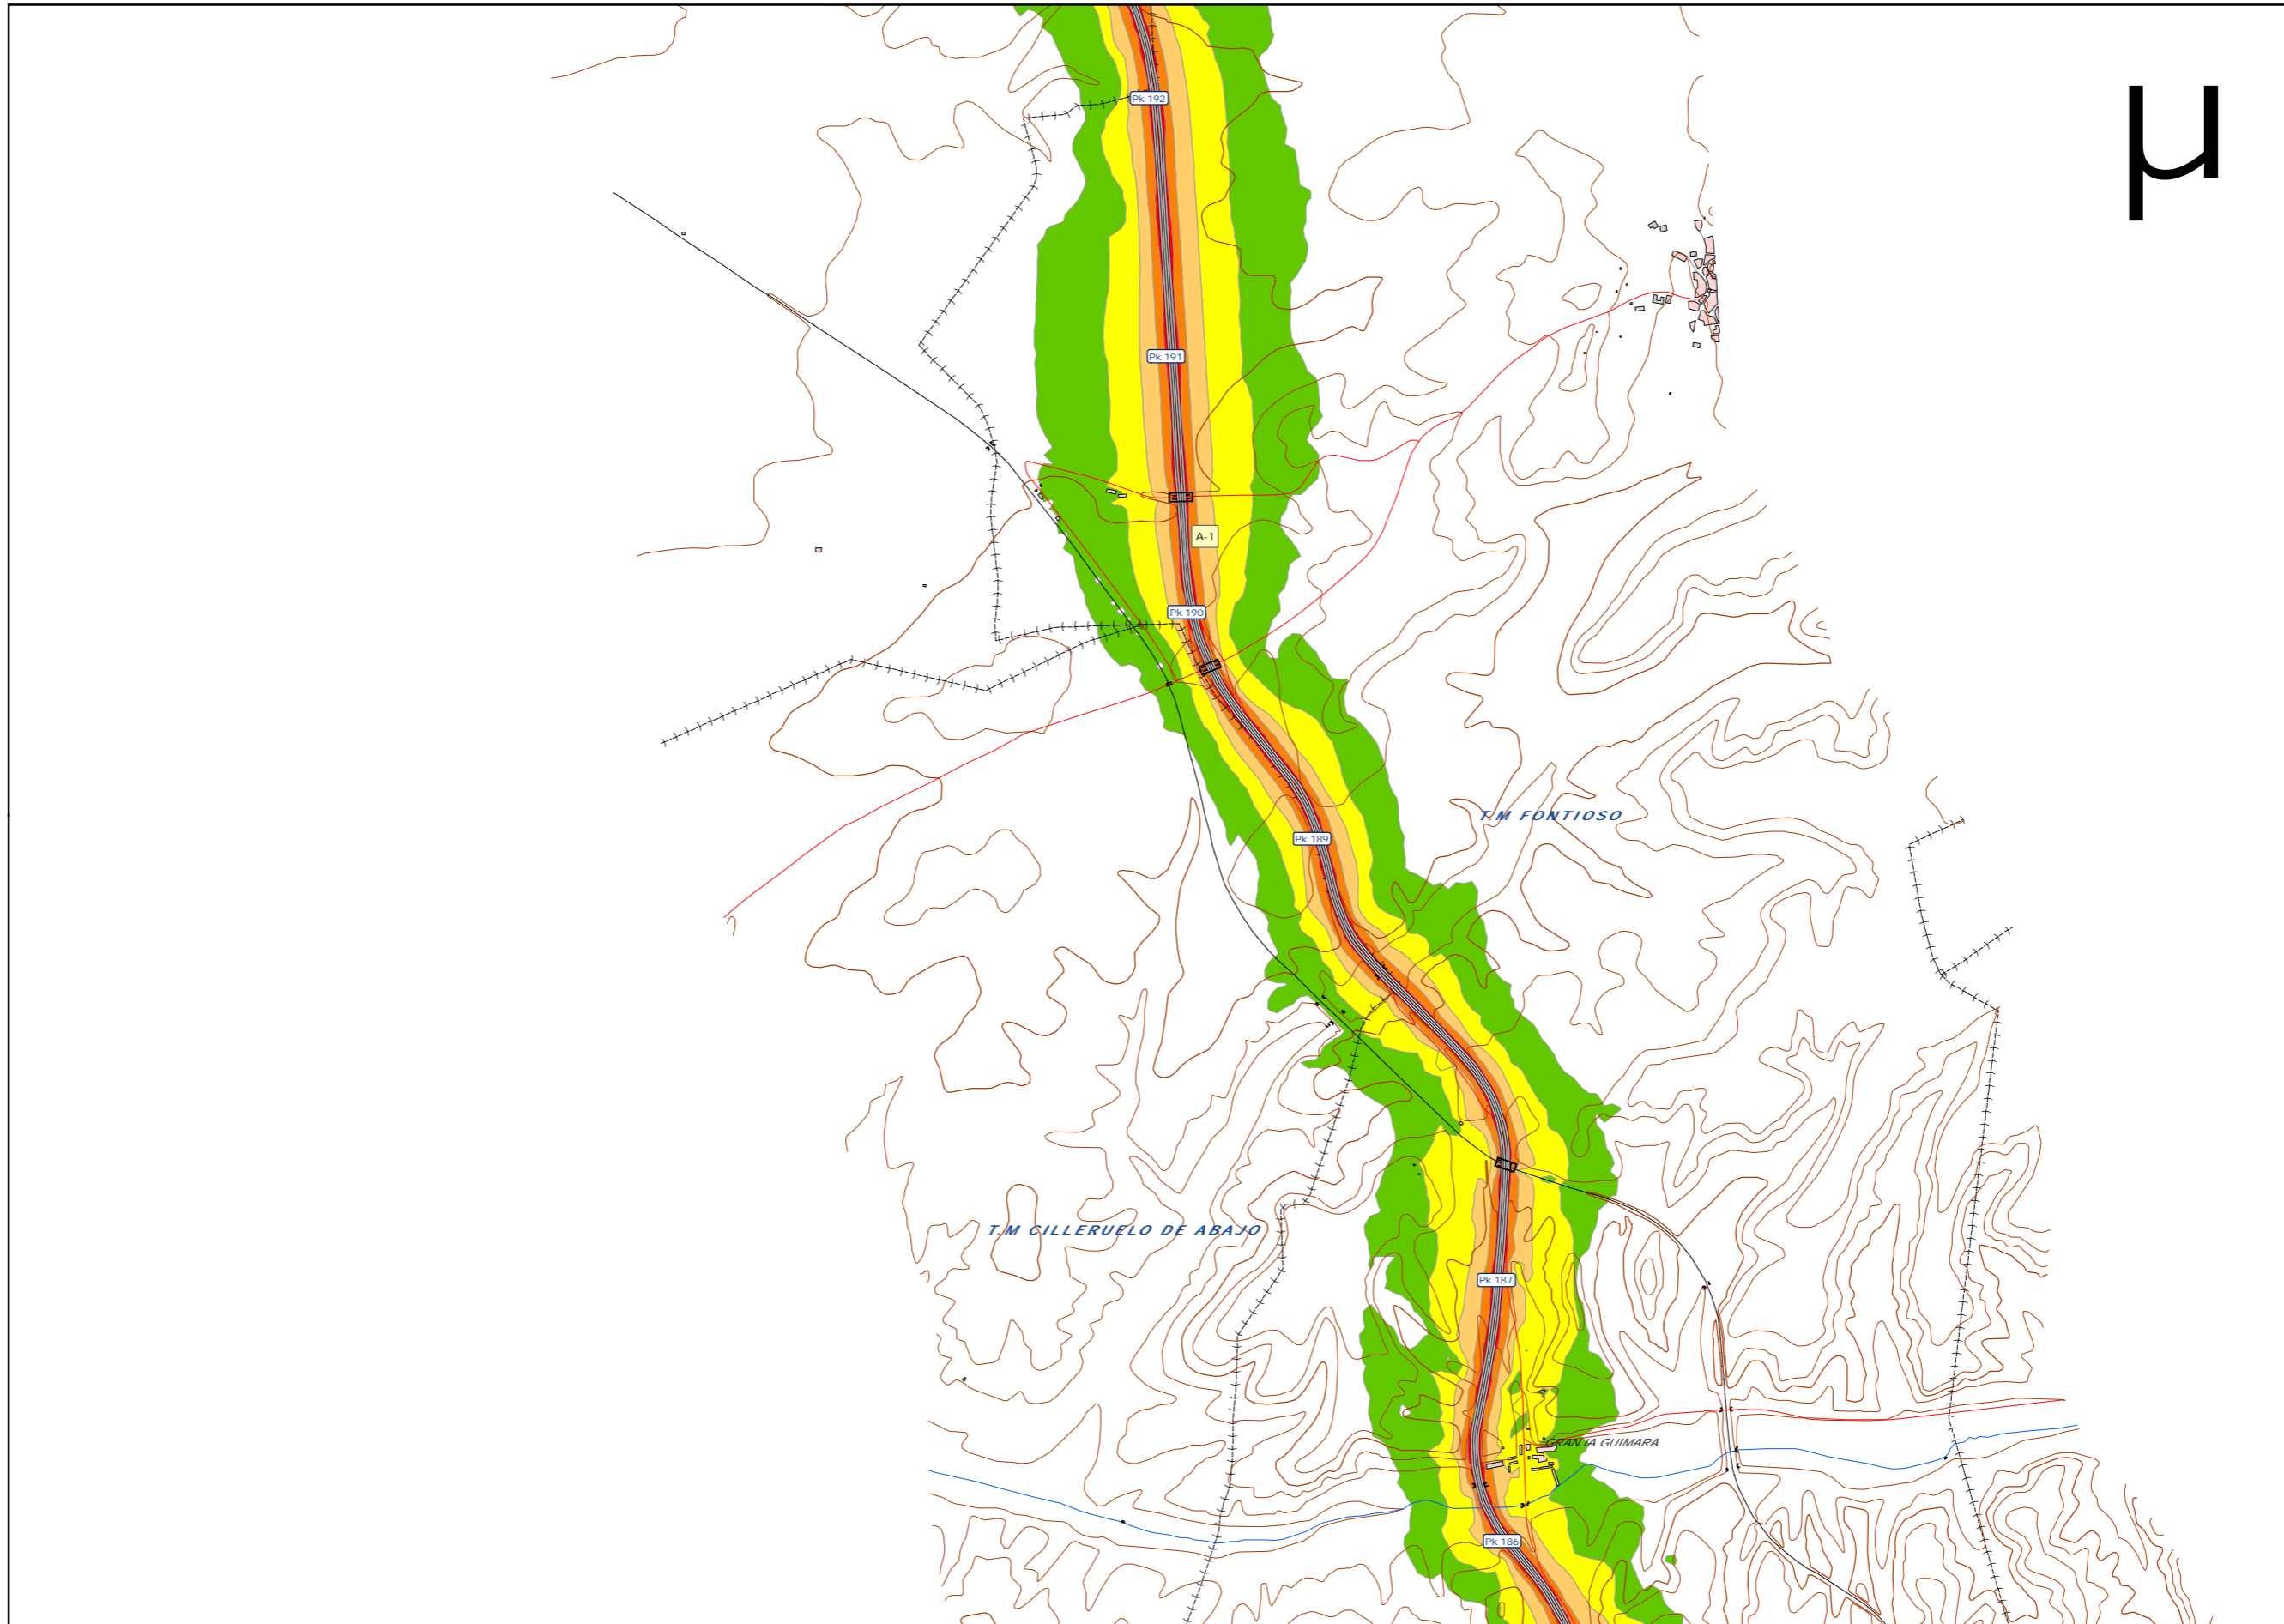 Pk 192
µ
Pk 191
A-1
Pk 190
T.M FONTIOSO
Pk 189
T.M CILLERUELO DE ABAJO
Pk 187
GRANJA GUIMARA
Pk 186